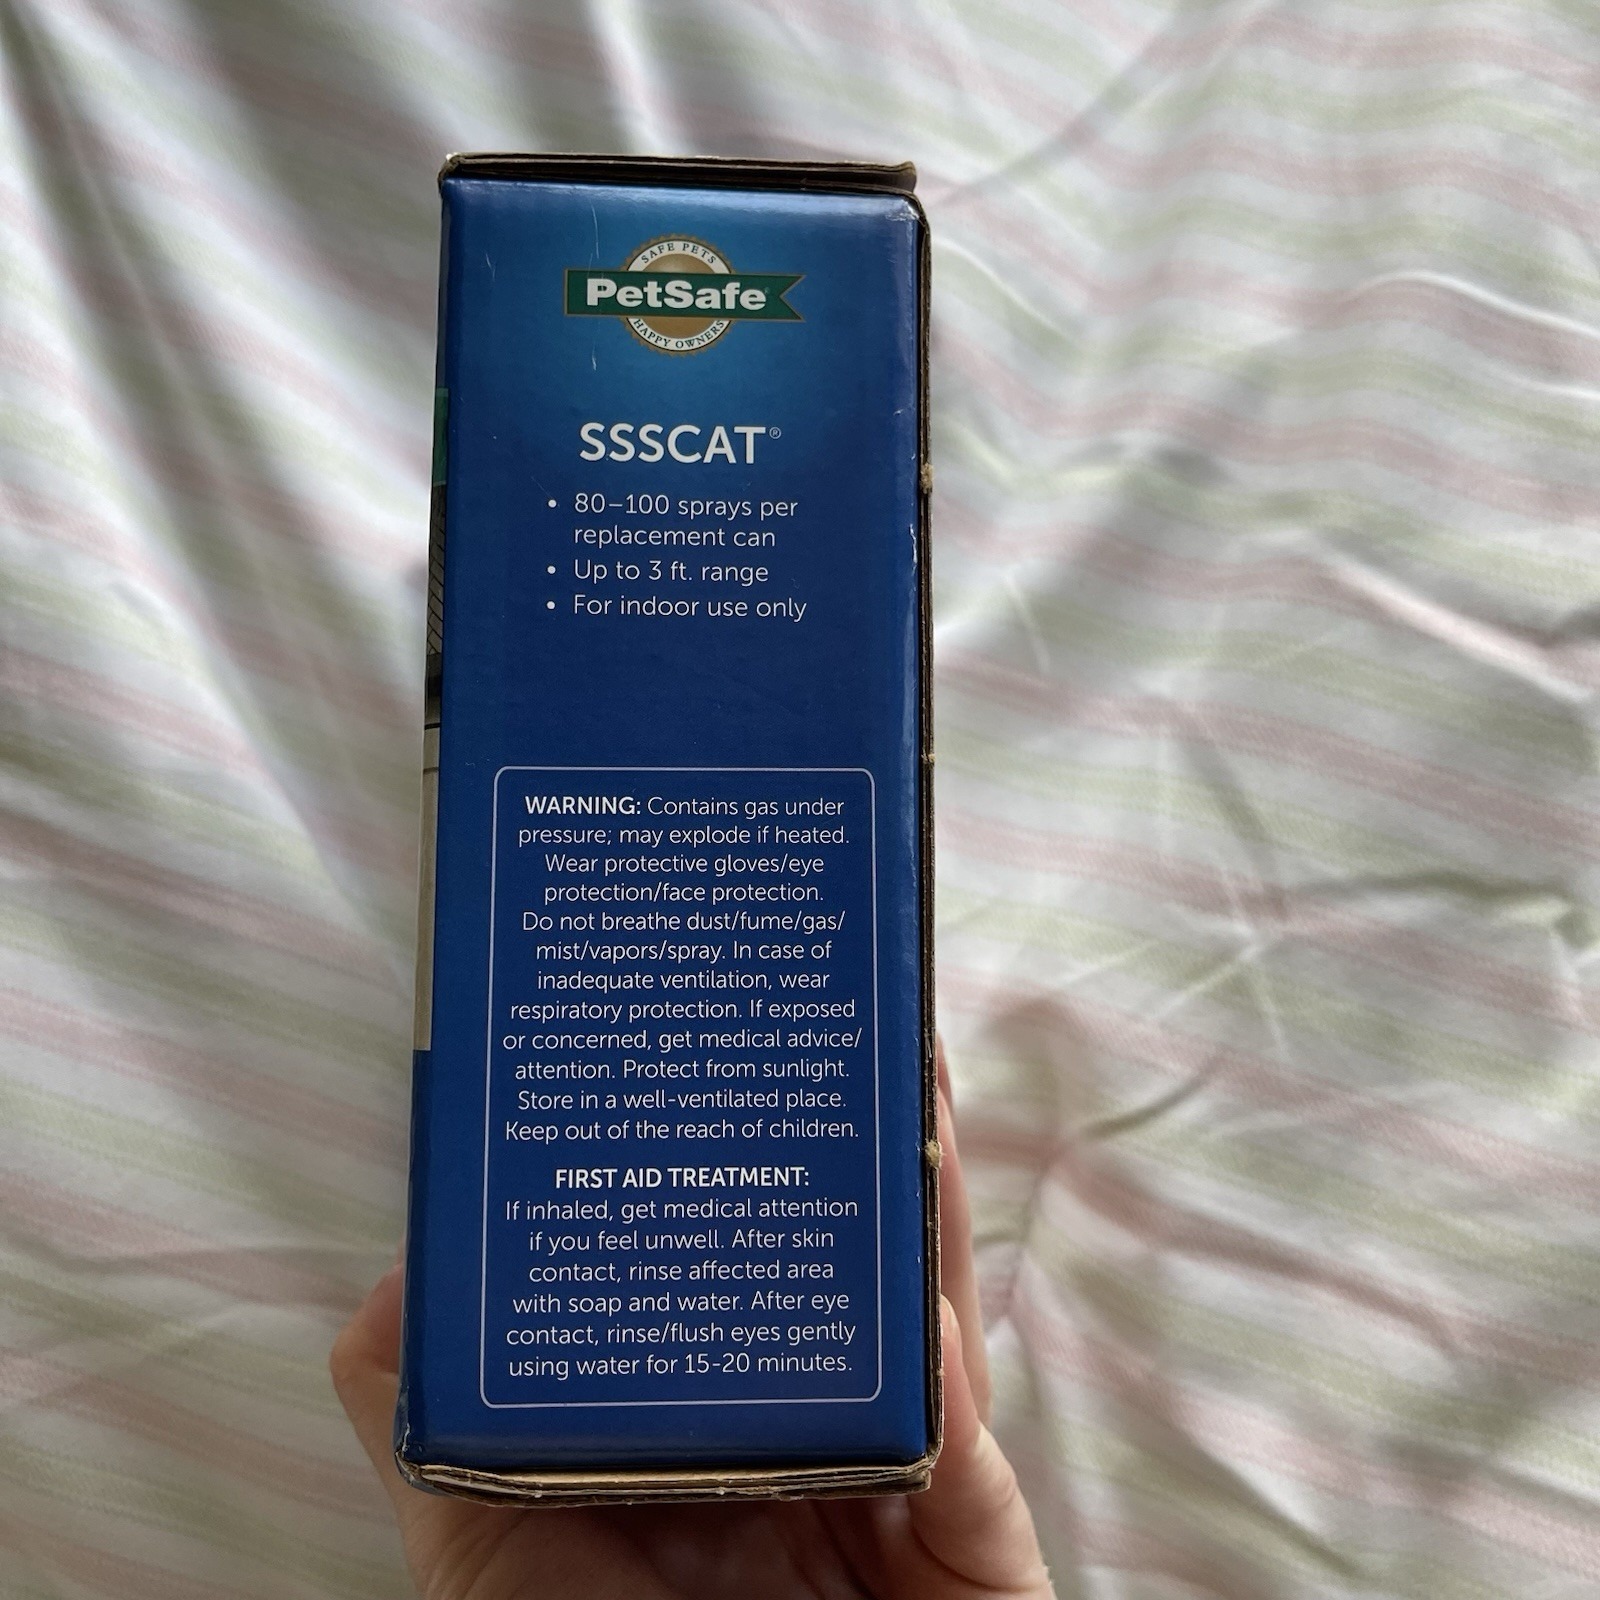 SAFE PETS
PetSafe
HAPPY OWNERS
SSSCAT®
• 80–100 sprays per
replacement can
• Up to 3 ft. range
• For indoor use only
WARNING: Contains gas under
pressure; may explode if heated.
Wear protective gloves/eye
protection/face protection.
Do not breathe dust/fume/gas/
mist/vapors/spray. In case of
inadequate ventilation, wear
respiratory protection. If exposed
or concerned, get medical advice/
attention. Protect from sunlight.
Store in a well-ventilated place.
Keep out of the reach of children.
FIRST AID TREATMENT:
If inhaled, get medical attention
if you feel unwell. After skin
contact, rinse affected area
with soap and water. After eye
contact, rinse/flush eyes gently
using water for 15-20 minutes.